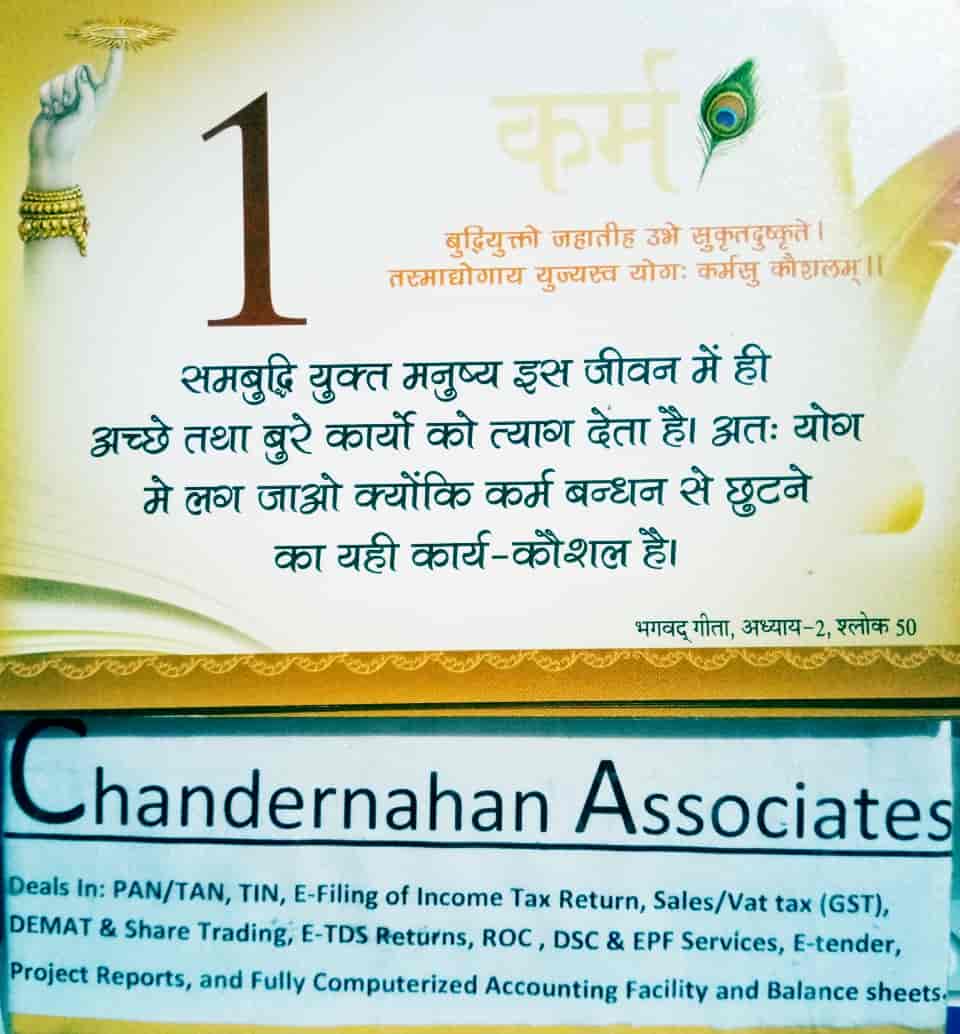 1
कर्म
बुद्धियुक्तो जहातीह उभे सुकृतदुष्कृते।
तस्माद्योगाय युज्यस्व योगः कर्मसु कौशलम्।।
समबुद्धि युक्त मनुष्य इस जीवन में ही
अच्छे तथा बुरे कार्यो को त्याग देता है। अतः योग
मे लग जाओ क्योंकि कर्म बन्धन से छुटने
का यही कार्य-कौशल है।
भगवद् गीता, अध्याय-2, श्लोक 50
Chandernahan Associates
Deals in: PAN/TAN, TIN, E-Filing of Income Tax Return, Sales/Vat tax (GST),
DEMAT & Share Trading, E-TDS Returns, ROC , DSC & EPF Services, E-tender,
Project Reports, and Fully Computerized Accounting Facility and Balance sheets.